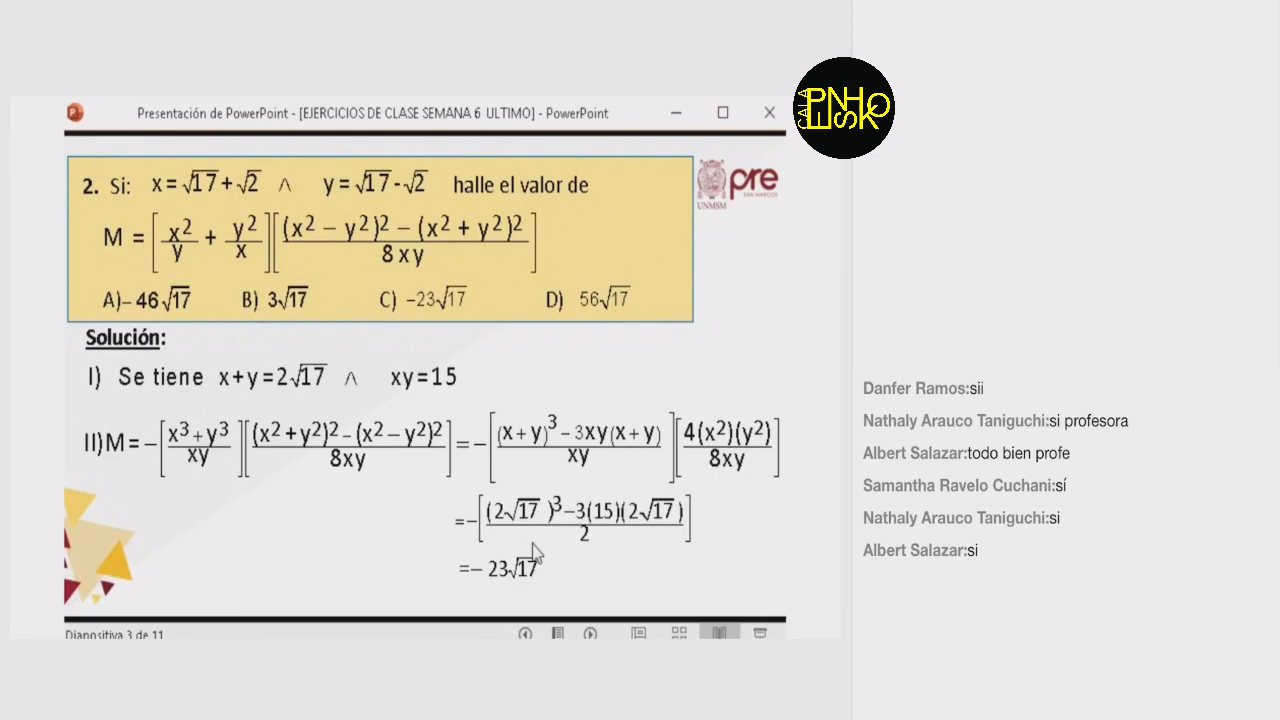 Presentación de PowerPoint - [EJERCICIOS DE CLASE SEMANA 6 ULTIMO] - PowerPoint
CALA PENHOSK
2. Si: x = √17 + √2 ∧ y = √17 - √2 halle el valor de
pre
SAN MARCOS
UNMSM
M = [x²/y + y²/x][((x² − y²)² − (x² + y²)²)/8xy]
A) – 46√17 B) 3√17 C) −23√17 D) 56√17
Solución:
I) Se tiene x+y=2√17 ∧ xy=15
II) M = −[(x³+y³)/xy][((x²+y²)²−(x²−y²)²)/8xy] = −[((x+y)³−3xy(x+y))/xy][4(x²)(y²)/8xy]
=−[((2√17)³−3(15)(2√17))/2]
=− 23√17
Diapositiva 3 de 11
Danfer Ramos:sii
Nathaly Arauco Taniguchi:si profesora
Albert Salazar:todo bien profe
Samantha Ravelo Cuchani:sí
Nathaly Arauco Taniguchi:si
Albert Salazar:si